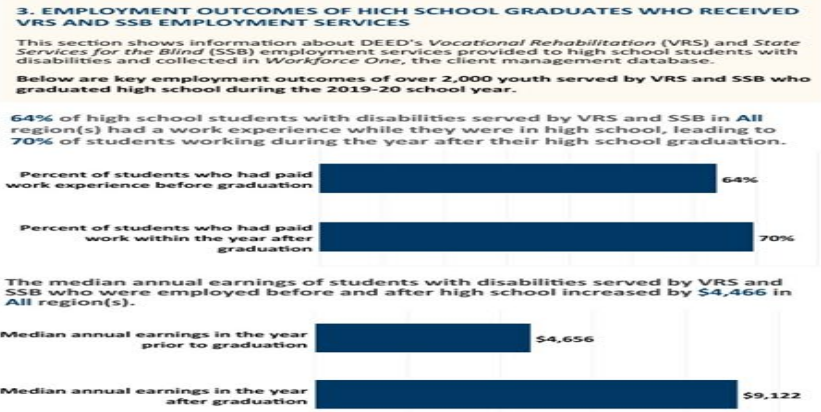 3. EMPLOYMENT OUTCOMES OF HIGH SCHOOL GRADUATES WHO RECEIVED
VRS AND SSB EMPLOYMENT SERVICES
This section shows information about DEED's Vocational Rehabilitation (VRS) and State
Services for the Blind (SSB) employment services provided to high school students with
disabilities and collected in Workforce One, the client management database.
Below are key employment outcomes of over 2,000 youth served by VRS and SSB who
graduated high school during the 2019-20 school year.
64% of high school students with disabilities served by VRS and SSB in All
region(s) had a work experience while they were in high school, leading to
70% of students working during the year after their high school graduation.
Percent of students who had paid
work experience before graduation
64%
Percent of students who had paid
work within the year after
graduation
70%
The median annual earnings of students with disabilities served by VRS and
SSB who were employed before and after high school increased by $4,466 in
All region(s).
Median annual earnings in the year
prior to graduation
$4,656
Median annual earnings in the year
after graduation
$9,122